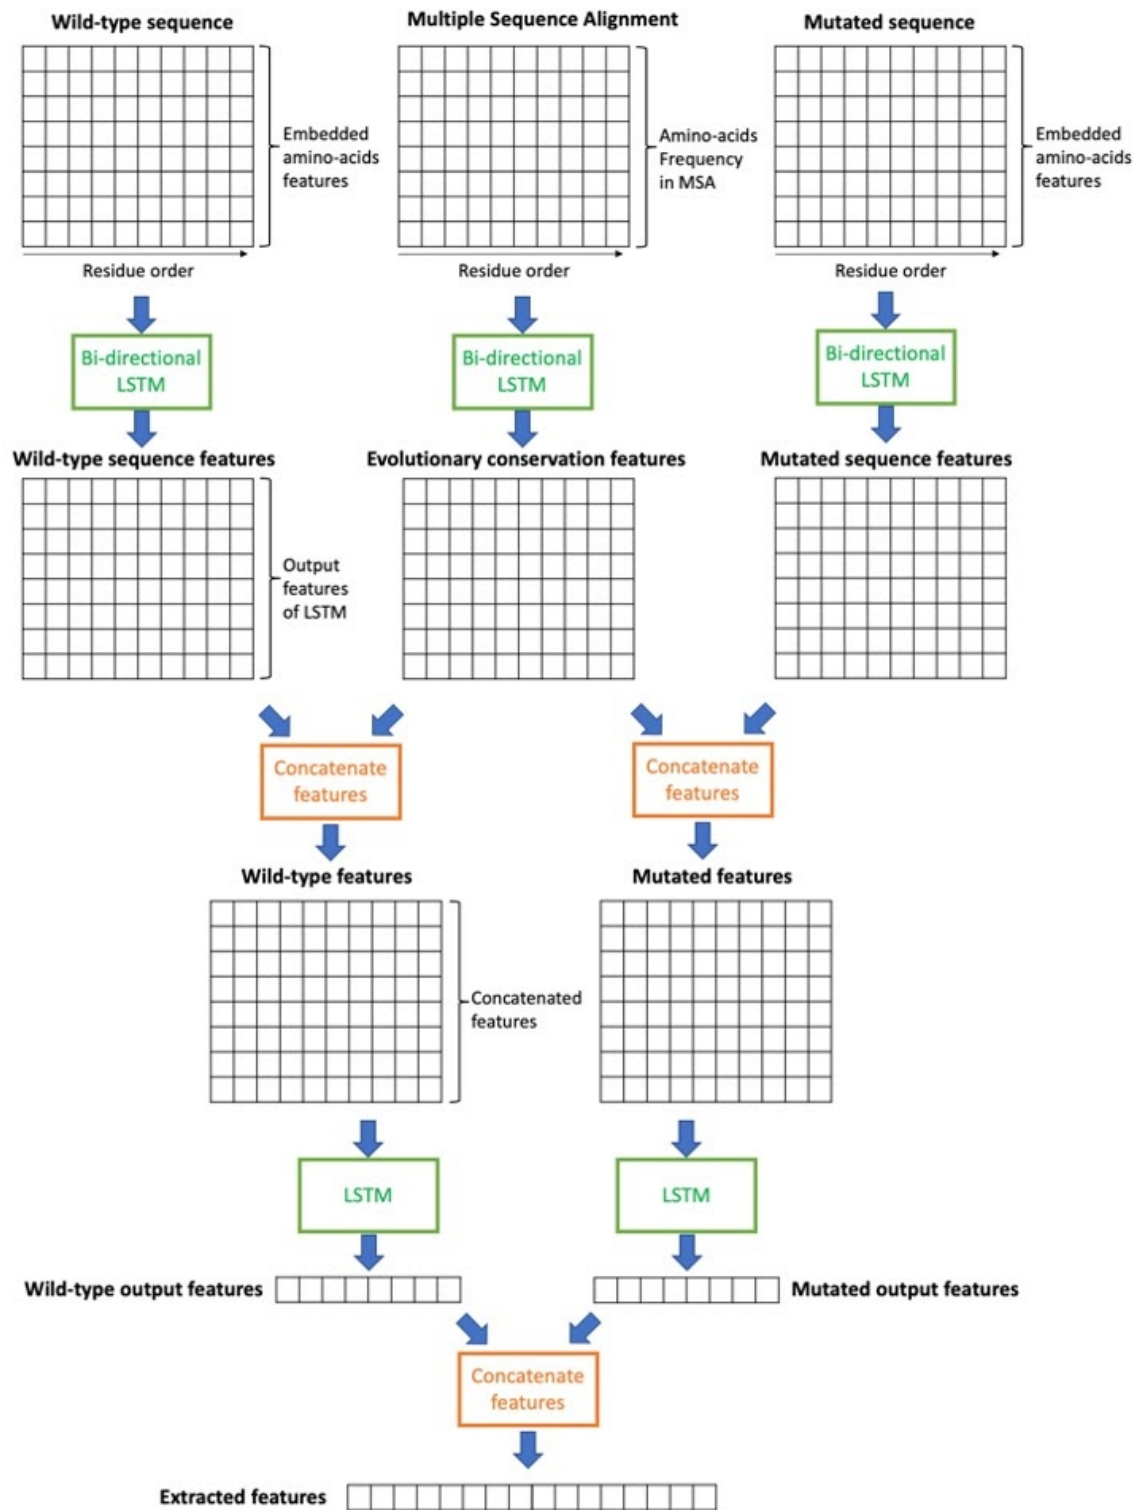 Wild-type sequence
Multiple Sequence Alignment
Mutated sequence
Embedded
amino-acids
features
Amino-acids
Frequency
in MSA
Embedded
amino-acids
features
Residue order
Residue order
Residue order
Bi-directional
LSTM
Bi-directional
LSTM
Bi-directional
LSTM
Wild-type sequence features
Evolutionary conservation features
Mutated sequence features
Output
features
of LSTM
Concatenate
features
Concatenate
features
Wild-type features
Mutated features
Concatenated
features
LSTM
LSTM
Wild-type output features
Mutated output features
Concatenate
features
Extracted features